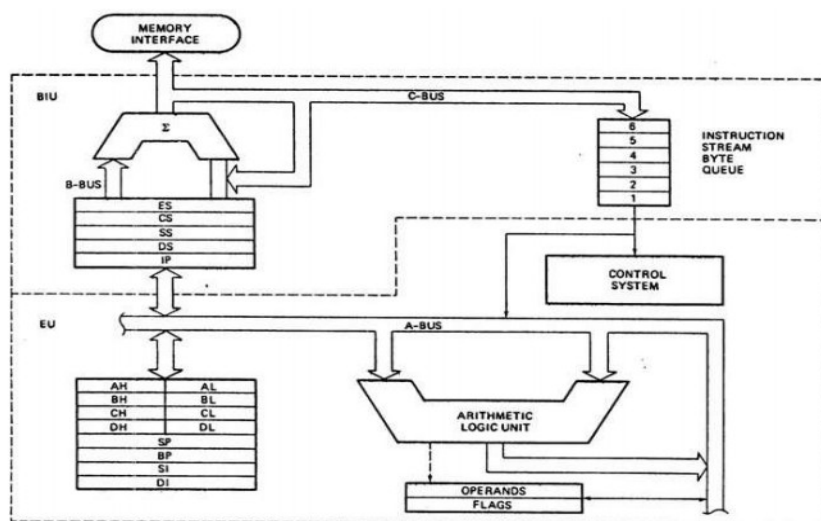 MEMORY
INTERFACE
BIU
C-BUS
Σ
B-BUS
6
5
4
3
2
1
INSTRUCTION
STREAM
BYTE
QUEUE
ES
CS
SS
DS
IP
CONTROL
SYSTEM
EU
A-BUS
AH AL
BH BL
CH CL
DH DL
SP
BP
SI
DI
ARITHMETIC
LOGIC UNIT
OPERANDS
FLAGS